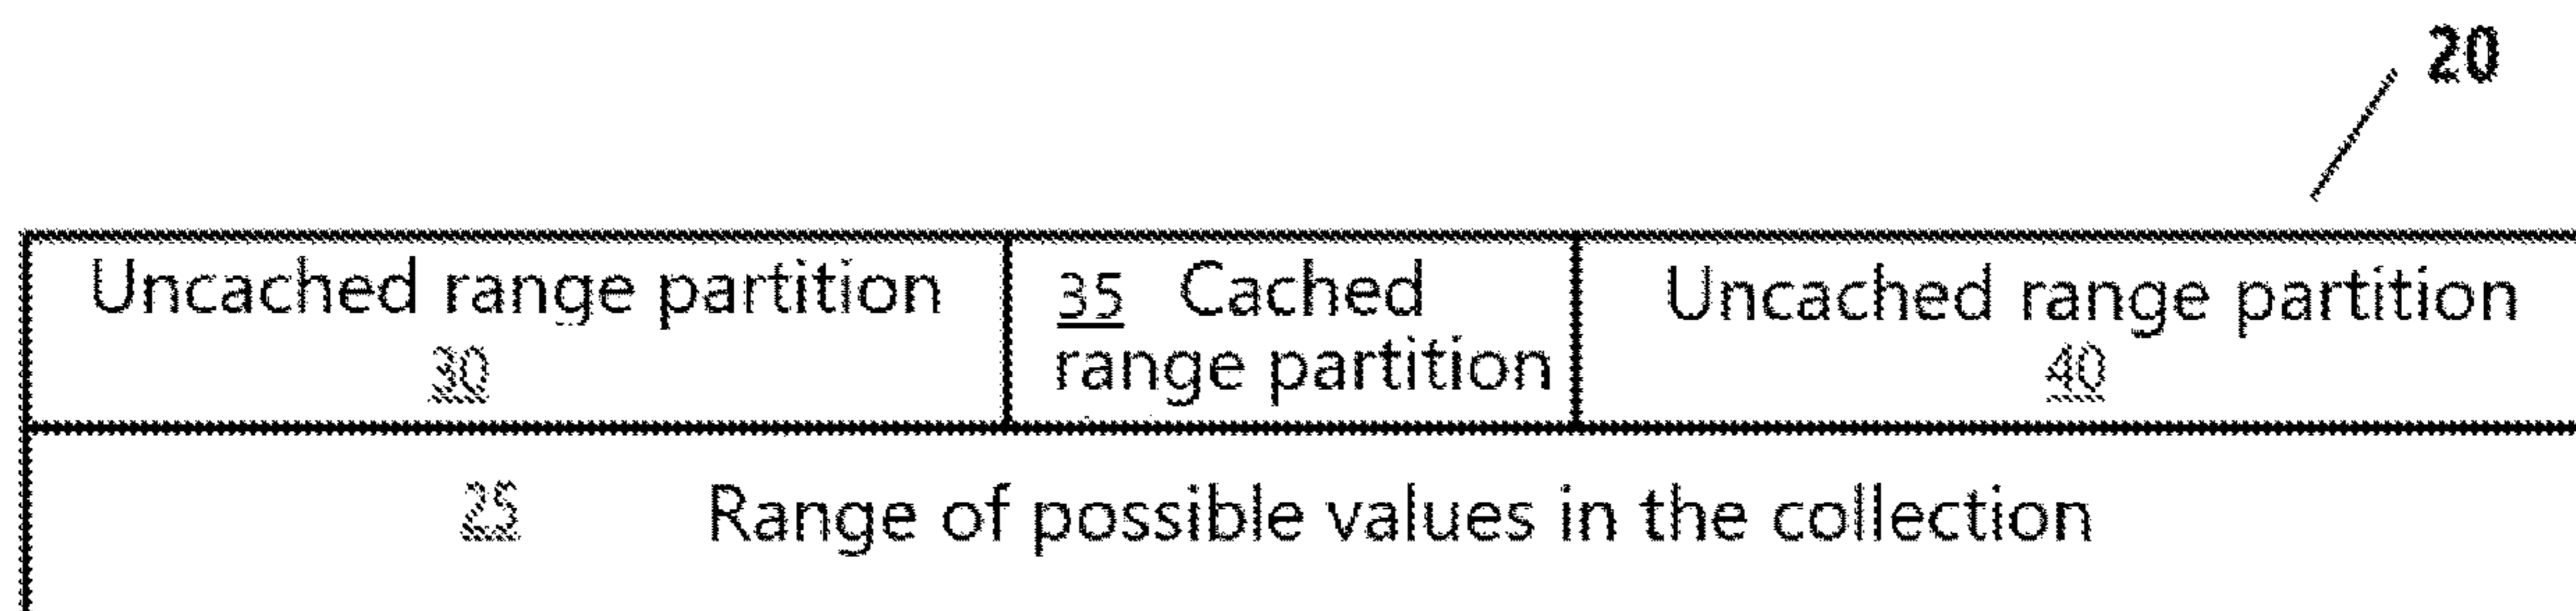 20
Uncached range partition
30
35 Cached
range partition
Uncached range partition
40
25 Range of possible values in the collection